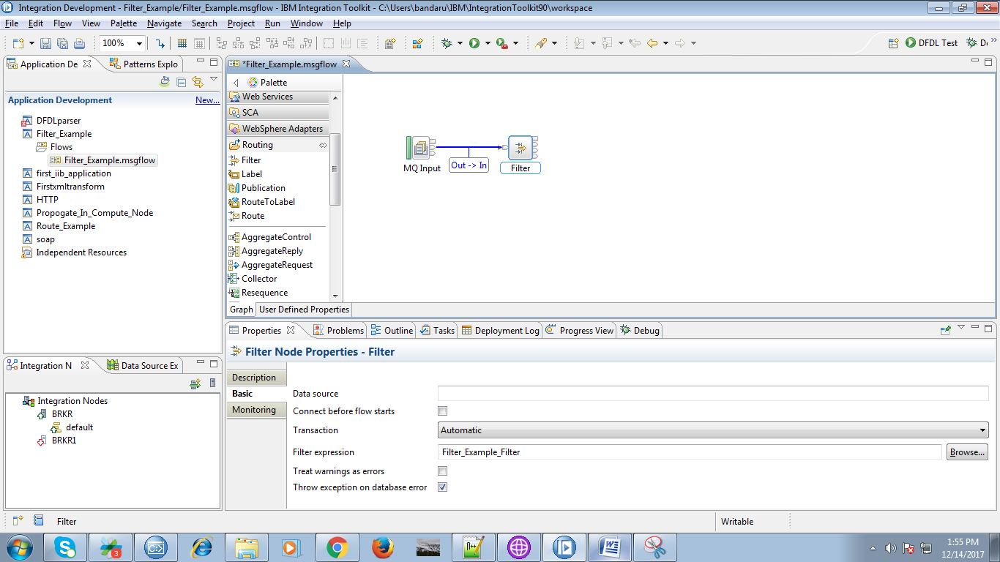 Integration Development - Filter_Example/Filter_Example.msgflow - IBM Integration Toolkit - C:\Users\bandaru\IBM\IntegrationToolkit90\workspace
File Edit Flow View Palette Navigate Search Project Run Window Help
100% DFDL Test D
Application De Patterns Explo
Application Development New...
DFDLparser
Filter_Example
Flows
Filter_Example.msgflow
first_iib_application
Firstxmltransform
HTTP
Propogate_In_Compute_Node
Route_Example
soap
Independent Resources
*Filter_Example.msgflow
Palette
Web Services
SCA
WebSphere Adapters
Routing
Filter
Label
Publication
RouteToLabel
Route
AggregateControl
AggregateReply
AggregateRequest
Collector
Resequence
Graph User Defined Properties
MQ Input
Out -> In
Filter
Integration N Data Source Ex
Integration Nodes
BRKR
default
BRKR1
Properties Problems Outline Tasks Deployment Log Progress View Debug
Filter Node Properties - Filter
Description
Basic
Monitoring
Data source
Connect before flow starts
Transaction Automatic
Filter expression Filter_Example_Filter Browse...
Treat warnings as errors
Throw exception on database error
Filter Writable
3
n++
1:55 PM
12/14/2017